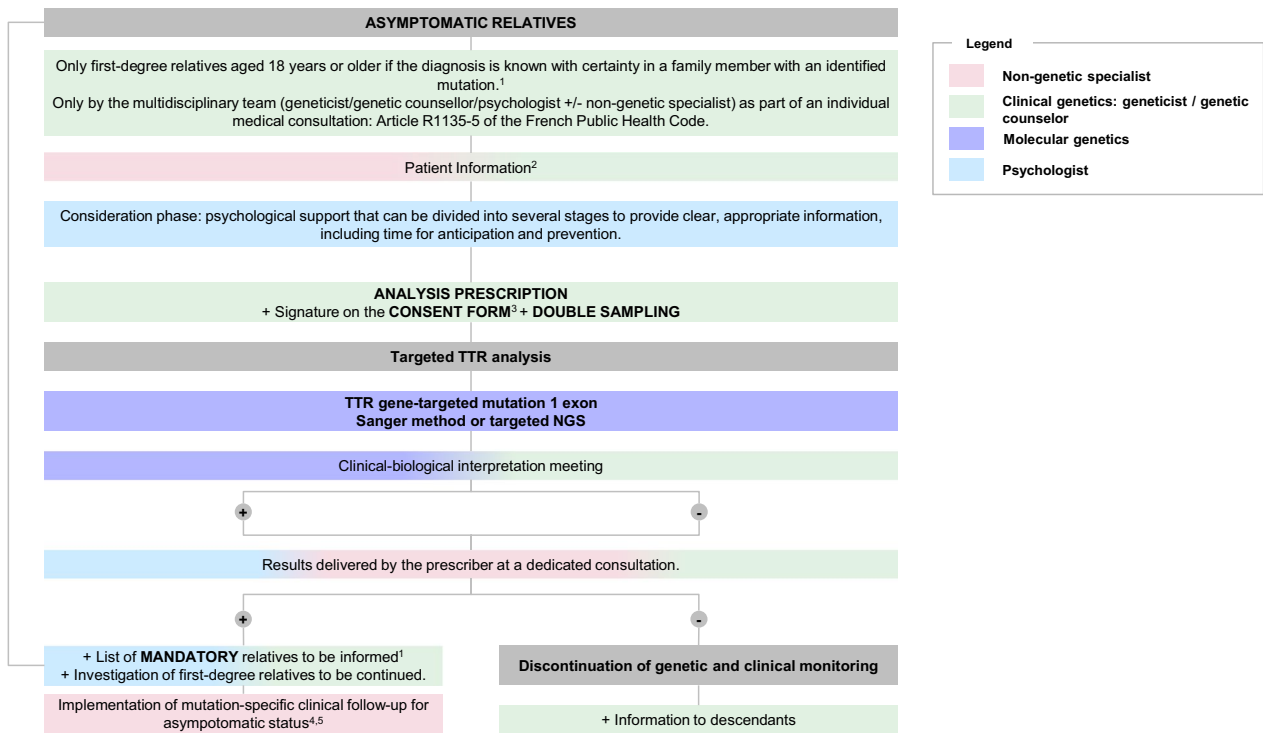 ASYMPTOMATIC RELATIVES
Only first-degree relatives aged 18 years or older if the diagnosis is known with certainty in a family member with an identified
mutation.1
Only by the multidisciplinary team (geneticist/genetic counsellor/psychologist +/- non-genetic specialist) as part of an individual
medical consultation: Article R1135-5 of the French Public Health Code.
Patient Information2
Consideration phase: psychological support that can be divided into several stages to provide clear, appropriate information,
including time for anticipation and prevention.
ANALYSIS PRESCRIPTION
+ Signature on the CONSENT FORM3 + DOUBLE SAMPLING
Targeted TTR analysis
TTR gene-targeted mutation 1 exon
Sanger method or targeted NGS
Clinical-biological interpretation meeting
+
-
Results delivered by the prescriber at a dedicated consultation.
+
-
+ List of MANDATORY relatives to be informed1
+ Investigation of first-degree relatives to be continued.
Implementation of mutation-specific clinical follow-up for
asympotomatic status4,5
Discontinuation of genetic and clinical monitoring
+ Information to descendants
Legend
Non-genetic specialist
Clinical genetics: geneticist / genetic
counselor
Molecular genetics
Psychologist